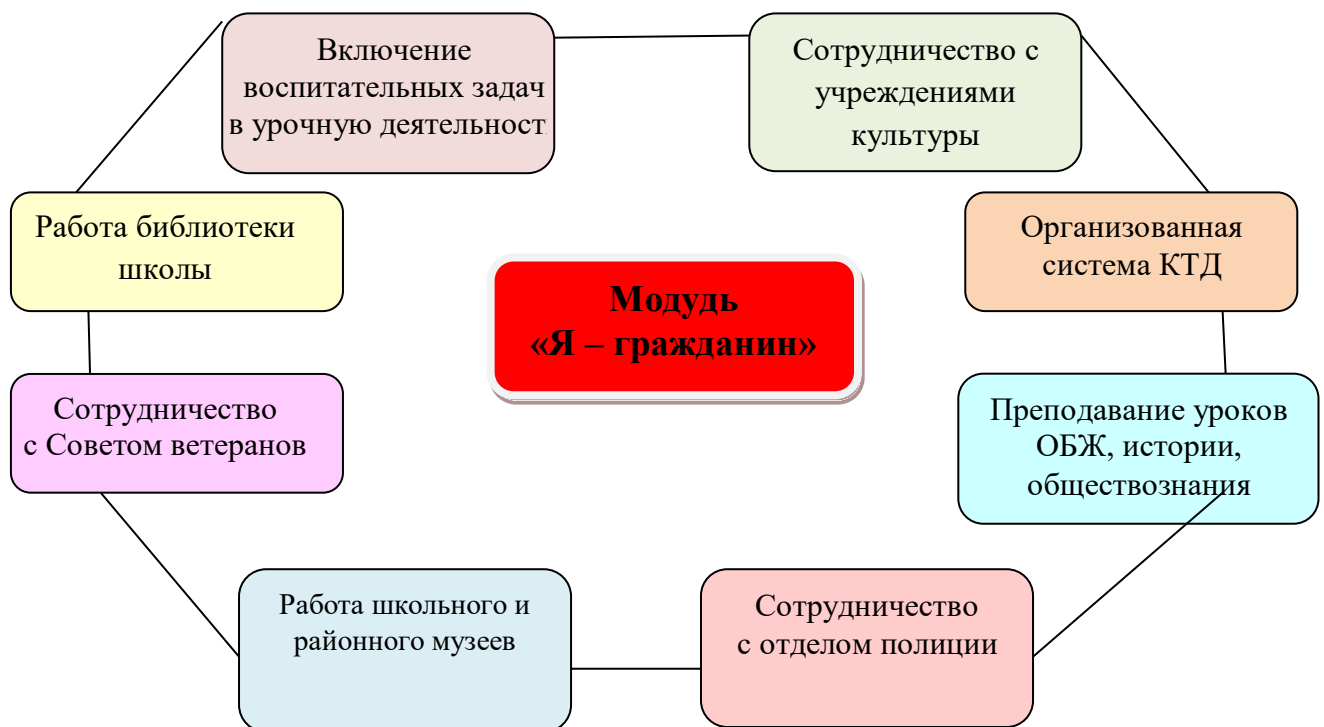 Включение
воспитательных задач
в урочную деятельност
Сотрудничество с
учреждениями
культуры
Работа библиотеки
школы
Организованная
система КТД
Модудь
«Я – гражданин»
Сотрудничество
с Советом ветеранов
Преподавание уроков
ОБЖ, истории,
обществознания
Работа школьного и
районного музеев
Сотрудничество
с отделом полиции